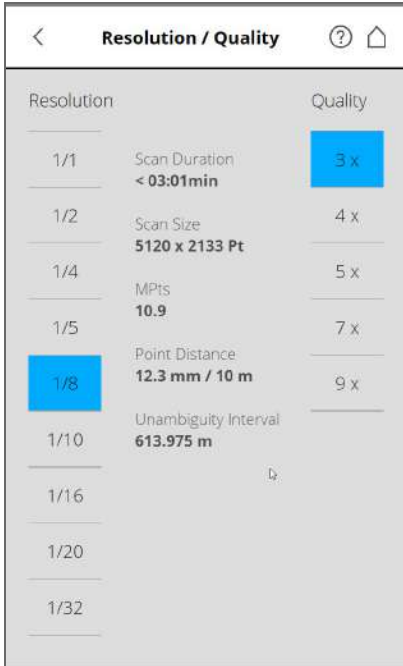 Resolution / Quality
Resolution
Quality
1/1
1/2
1/4
1/5
1/8
1/10
1/16
1/20
1/32
Scan Duration
< 03:01min
Scan Size
5120 x 2133 Pt
MPts
10.9
Point Distance
12.3 mm / 10 m
Unambiguity Interval
613.975 m
3 x
4 x
5 x
7 x
9 x